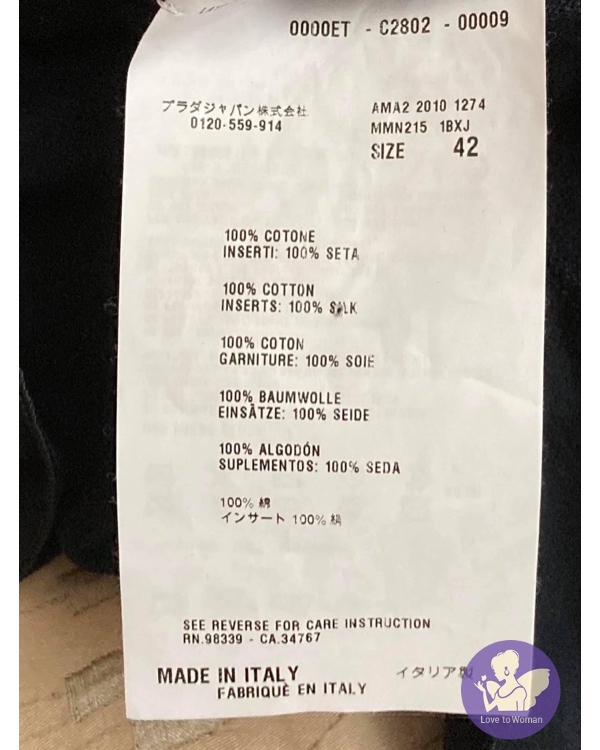 0000ET - C2802 - 00009
プラダジャパン株式会社
0120-559-914
AMA2 2010 1274
MMN215 1BXJ
SIZE 42
100% COTONE
INSERTI: 100% SETA
100% COTTON
INSERTS: 100% SILK
100% COTON
GARNITURE: 100% SOIE
100% BAUMWOLLE
EINSÄTZE: 100% SEIDE
100% ALGODÓN
SUPLEMENTOS: 100% SEDA
100% 綿
インサート 100% 絹
SEE REVERSE FOR CARE INSTRUCTION
RN.98339 - CA.34767
MADE IN ITALY
FABRIQUÈ EN ITALY
イタリア製
Love to Woman